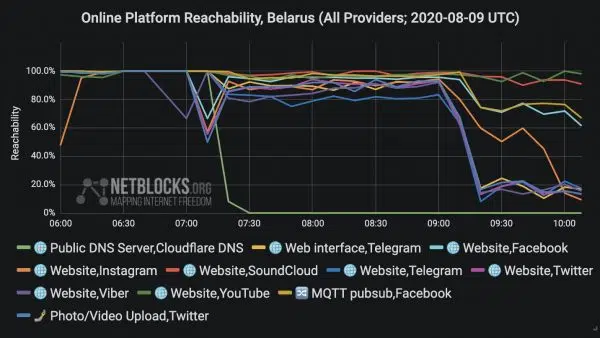 Online Platform Reachability, Belarus (All Providers; 2020-08-09 UTC)
Reachability
100.0%
80.0%
60.0%
40.0%
20.0%
0.0%
NETBLOCKS.ORG
MAPPING INTERNET FREEDOM
06:00 06:30 07:00 07:30 08:00 08:30 09:00 09:30 10:00
Public DNS Server,Cloudflare DNS Web interface,Telegram Website,Facebook
Website,Instagram Website,SoundCloud Website,Telegram Website,Twitter
Website,Viber Website,YouTube MQTT pubsub,Facebook
Photo/Video Upload,Twitter